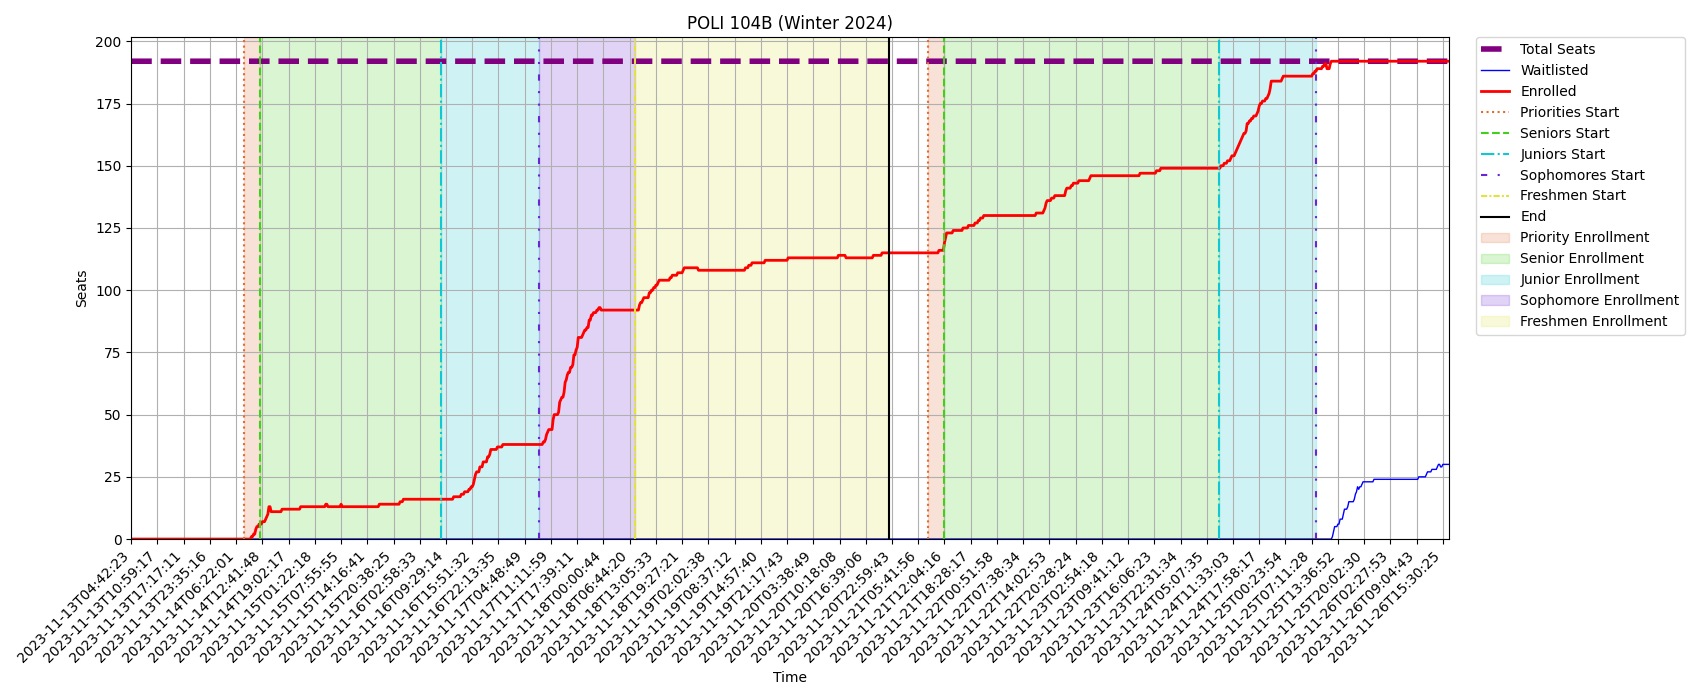 POLI 104B (Winter 2024)
200
175
150
125
100
75
50
25
0
Seats
2023-11-13T04:42:23
2023-11-13T10:59:17
2023-11-13T17:17:11
2023-11-13T23:35:16
2023-11-14T06:22:01
2023-11-14T12:41:48
2023-11-14T19:02:17
2023-11-15T01:22:18
2023-11-15T07:55:55
2023-11-15T14:16:41
2023-11-15T20:38:25
2023-11-16T02:58:33
2023-11-16T09:29:14
2023-11-16T15:51:32
2023-11-16T22:13:35
2023-11-17T04:48:49
2023-11-17T11:11:59
2023-11-17T17:39:11
2023-11-18T00:00:44
2023-11-18T06:44:20
2023-11-18T13:05:33
2023-11-18T19:27:21
2023-11-19T02:02:38
2023-11-19T08:37:12
2023-11-19T14:57:40
2023-11-19T21:17:43
2023-11-20T03:38:49
2023-11-20T10:18:08
2023-11-20T16:39:06
2023-11-20T22:59:43
2023-11-21T05:41:56
2023-11-21T12:04:16
2023-11-21T18:28:17
2023-11-22T00:51:58
2023-11-22T07:38:34
2023-11-22T14:02:53
2023-11-22T20:28:24
2023-11-23T02:54:18
2023-11-23T09:41:12
2023-11-23T16:06:23
2023-11-23T22:31:34
2023-11-24T05:07:35
2023-11-24T11:33:03
2023-11-24T17:58:17
2023-11-25T00:23:54
2023-11-25T07:11:28
2023-11-25T13:36:52
2023-11-25T20:02:30
2023-11-26T02:27:53
2023-11-26T09:04:43
2023-11-26T15:30:25
Time
Total Seats
Waitlisted
Enrolled
Priorities Start
Seniors Start
Juniors Start
Sophomores Start
Freshmen Start
End
Priority Enrollment
Senior Enrollment
Junior Enrollment
Sophomore Enrollment
Freshmen Enrollment